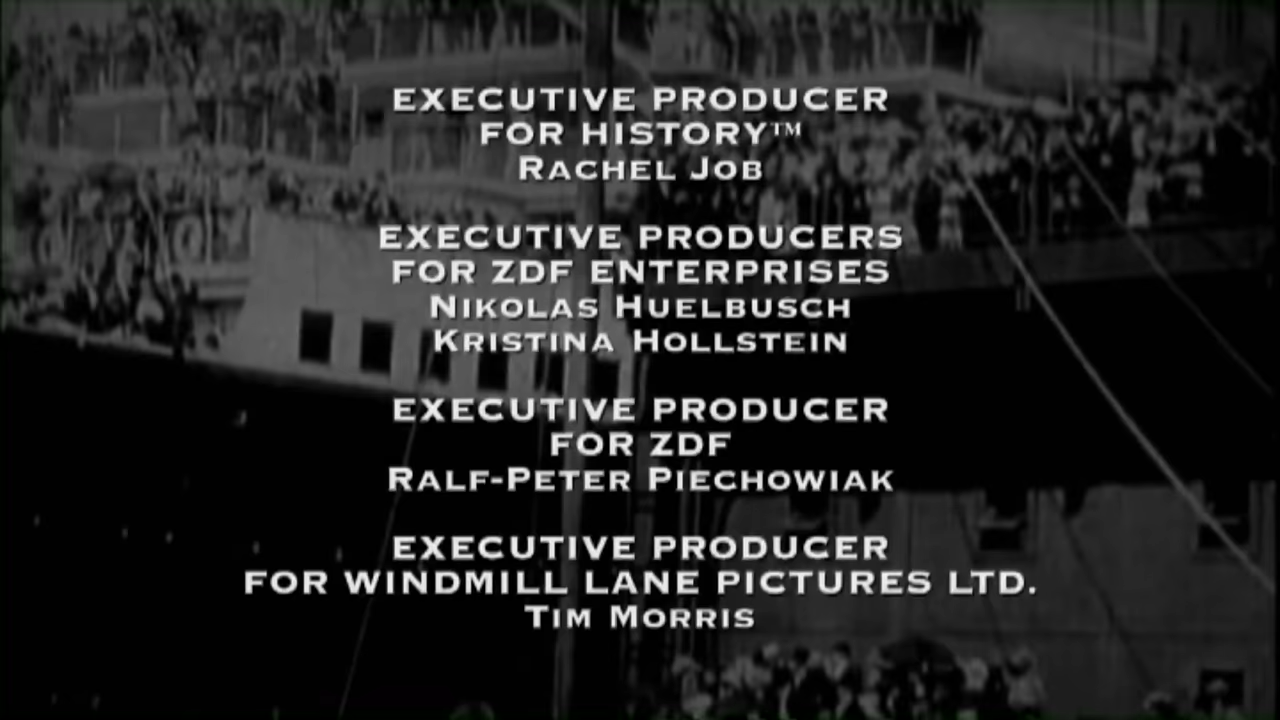 EXECUTIVE PRODUCER
FOR HISTORY™
RACHEL JOB
EXECUTIVE PRODUCERS
FOR ZDF ENTERPRISES
NIKOLAS HUELBUSCH
KRISTINA HOLLSTEIN
EXECUTIVE PRODUCER
FOR ZDF
RALF-PETER PIECHOWIAK
EXECUTIVE PRODUCER
FOR WINDMILL LANE PICTURES LTD.
TIM MORRIS